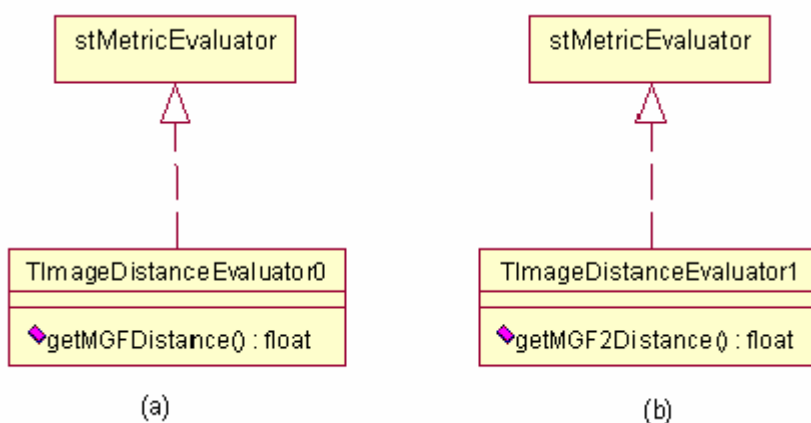 stMetricEvaluator
TImageDistanceEvaluator0
getMGFDistance() : float
(a)
stMetricEvaluator
TImageDistanceEvaluator1
getMGF2Distance() : float
(b)